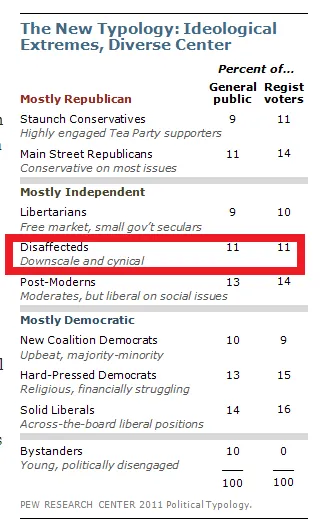 The New Typology: Ideological
Extremes, Diverse Center
Percent of...
General Regist
Mostly Republican public voters
Staunch Conservatives 9 11
Highly engaged Tea Party supporters
Main Street Republicans 11 14
Conservative on most issues
Mostly Independent
Libertarians 9 10
Free market, small gov't seculars
Disaffecteds 11 11
Downscale and cynical
Post-Moderns 13 14
Moderates, but liberal on social issues
Mostly Democratic
New Coalition Democrats 10 9
Upbeat, majority-minority
Hard-Pressed Democrats 13 15
Religious, financially struggling
Solid Liberals 14 16
Across-the-board liberal positions
Bystanders 10 0
Young, politically disengaged
100 100
PEW RESEARCH CENTER 2011 Political Typology.